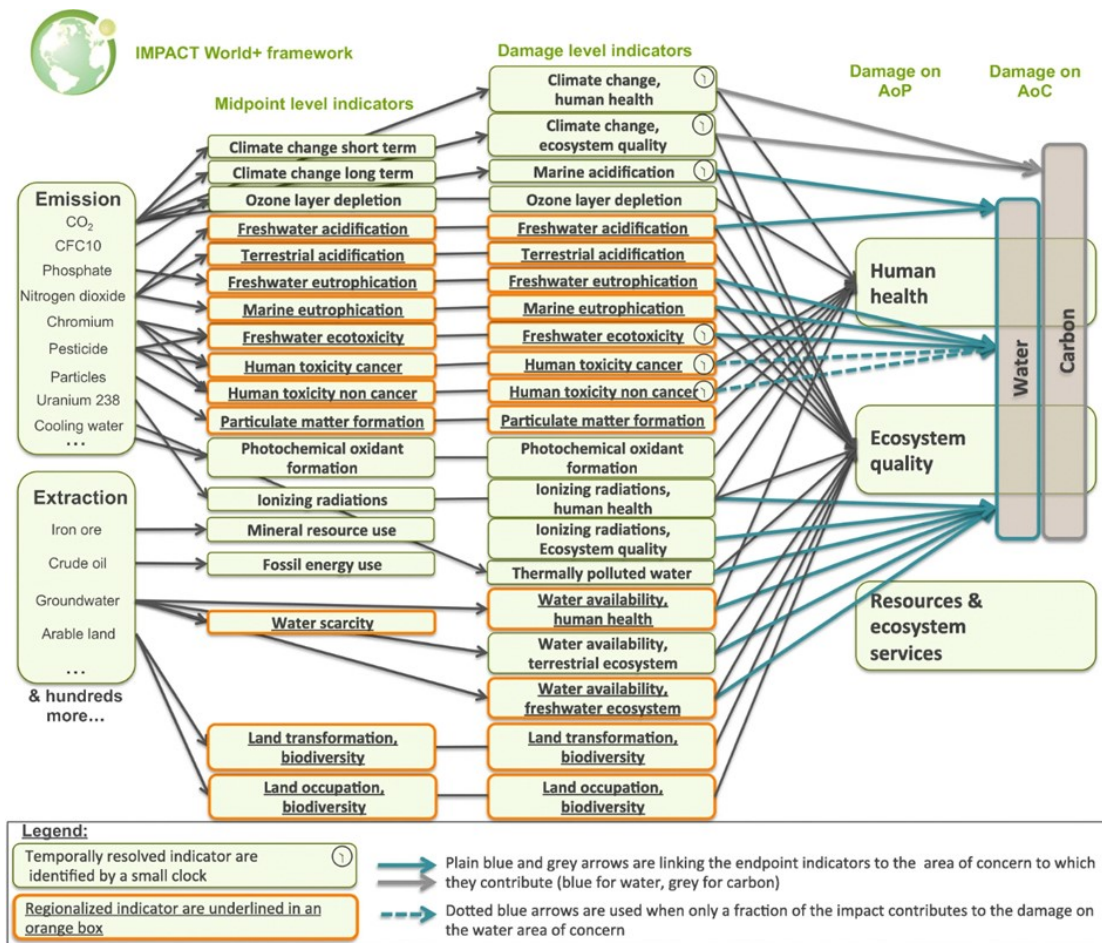 IMPACT World+ framework
Midpoint level indicators
Damage level indicators
Damage on
AoP
Damage on
AoC
Emission
CO2
CFC10
Phosphate
Nitrogen dioxide
Chromium
Pesticide
Particles
Uranium 238
Cooling water
...
Extraction
Iron ore
Crude oil
Groundwater
Arable land
...
& hundreds
more...
Climate change short term
Climate change long term
Ozone layer depletion
Freshwater acidification
Terrestrial acidification
Freshwater eutrophication
Marine eutrophication
Freshwater ecotoxicity
Human toxicity cancer
Human toxicity non cancer
Particulate matter formation
Photochemical oxidant
formation
Ionizing radiations
Mineral resource use
Fossil energy use
Water scarcity
Land transformation,
biodiversity
Land occupation,
biodiversity
Climate change,
human health
Climate change,
ecosystem quality
Marine acidification
Ozone layer depletion
Freshwater acidification
Terrestrial acidification
Freshwater eutrophication
Marine eutrophication
Freshwater ecotoxicity
Human toxicity cancer
Human toxicity non cancer
Particulate matter formation
Photochemical oxidant
formation
Ionizing radiations,
human health
Ionizing radiations,
Ecosystem quality
Thermally polluted water
Water availability,
human health
Water availability,
terrestrial ecosystem
Water availability,
freshwater ecosystem
Land transformation,
biodiversity
Land occupation,
biodiversity
Human
health
Ecosystem
quality
Resources &
ecosystem
services
Water
Carbon
Legend:
Temporally resolved indicator are
identified by a small clock
Regionalized indicator are underlined in an
orange box
Plain blue and grey arrows are linking the endpoint indicators to the area of concern to which
they contribute (blue for water, grey for carbon)
Dotted blue arrows are used when only a fraction of the impact contributes to the damage on
the water area of concern